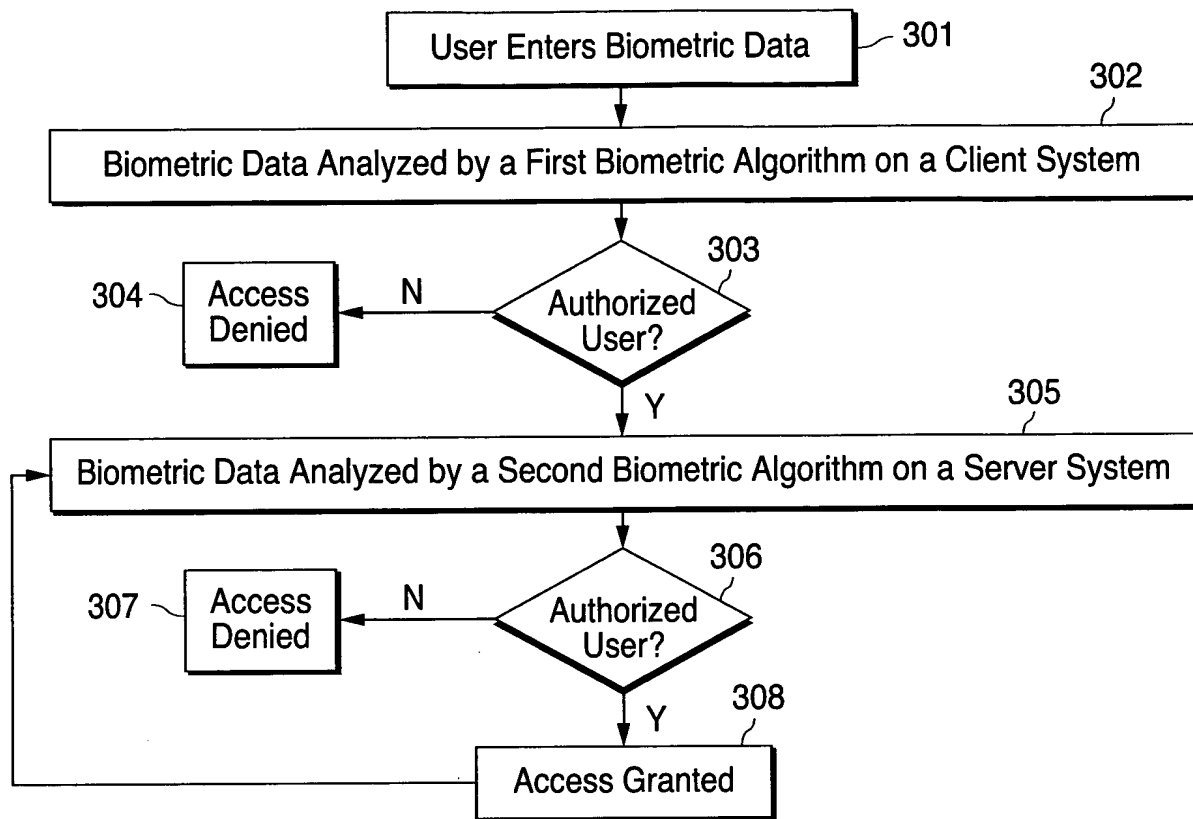 User Enters Biometric Data
301
302
Biometric Data Analyzed by a First Biometric Algorithm on a Client System
303
304
Access
Denied
N
Authorized
User?
Y
305
Biometric Data Analyzed by a Second Biometric Algorithm on a Server System
306
307
Access
Denied
N
Authorized
User?
Y
308
Access Granted